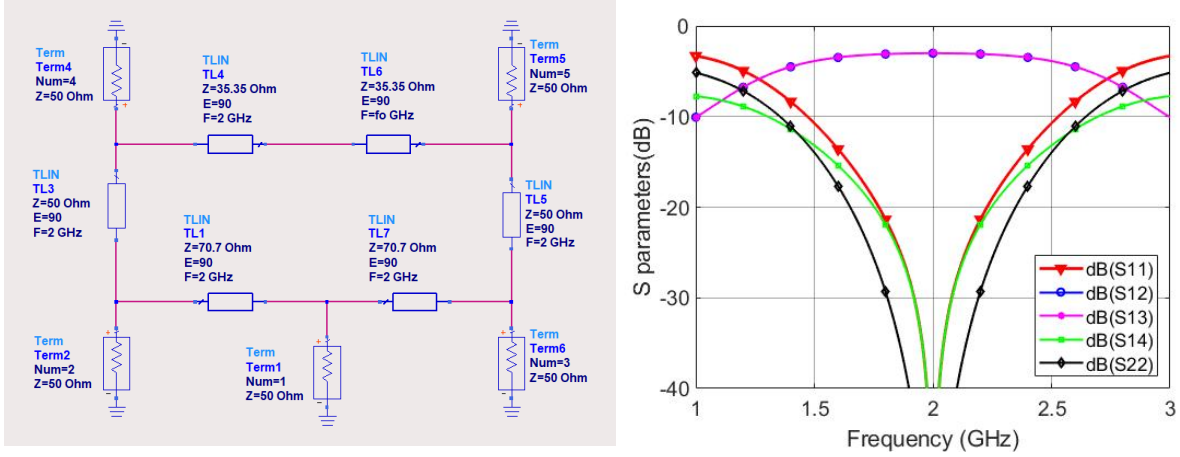 Term
Term4
Num=4
Z=50 Ohm
TLIN
TL4
Z=35.35 Ohm
E=90
F=2 GHz
TLIN
TL6
Z=35.35 Ohm
E=90
F=fo GHz
Term
Term5
Num=5
Z=50 Ohm
TLIN
TL3
Z=50 Ohm
E=90
F=2 GHz
TLIN
TL1
Z=70.7 Ohm
E=90
F=2 GHz
TLIN
TL7
Z=70.7 Ohm
E=90
F=2 GHz
TLIN
TL5
Z=50 Ohm
E=90
F=2 GHz
Term
Term2
Num=2
Z=50 Ohm
Term
Term1
Num=1
Z=50 Ohm
Term
Term6
Num=3
Z=50 Ohm
S parameters(dB)
0
-10
-20
-30
-40
dB(S11)
dB(S12)
dB(S13)
dB(S14)
dB(S22)
1
1.5
2
2.5
3
Frequency (GHz)